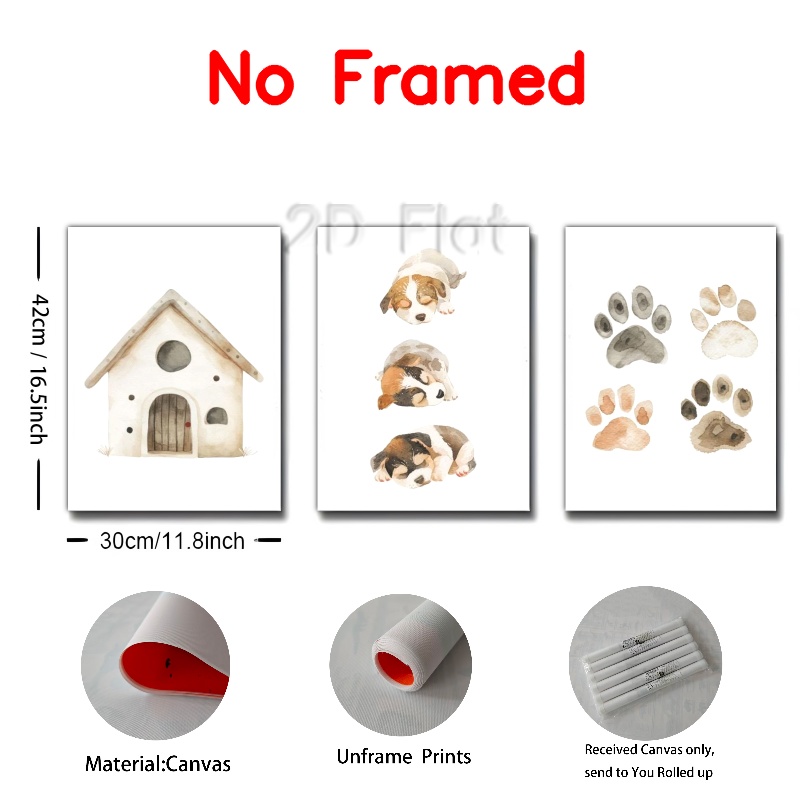 No Framed
2D Flat
42cm / 16.5inch
30cm/11.8inch
Material:Canvas
Unframe Prints
Received Canvas only,
send to You Rolled up